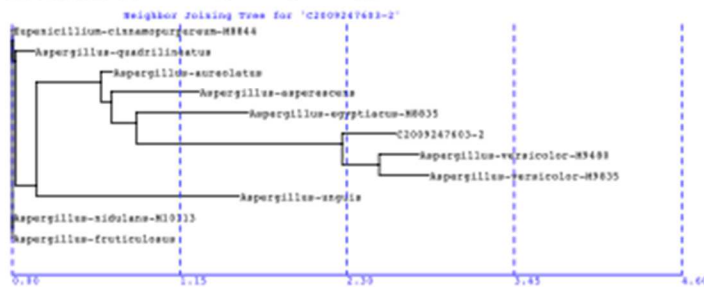 Neighbor Joining Tree for 'C2009247603-2'
Eupenicillium-cinnamopurpureum-M8844
Aspergillus-quadrilineatus
Aspergillus-aureolatus
Aspergillus-asperescens
Aspergillus-egyptiacus-M8035
C2009247603-2
Aspergillus-versicolor-M9480
Aspergillus-versicolor-M9835
Aspergillus-unguis
Aspergillus-nidulans-M10313
Aspergillus-fruticulosus
0.00 1.15 2.30 3.45 4.60